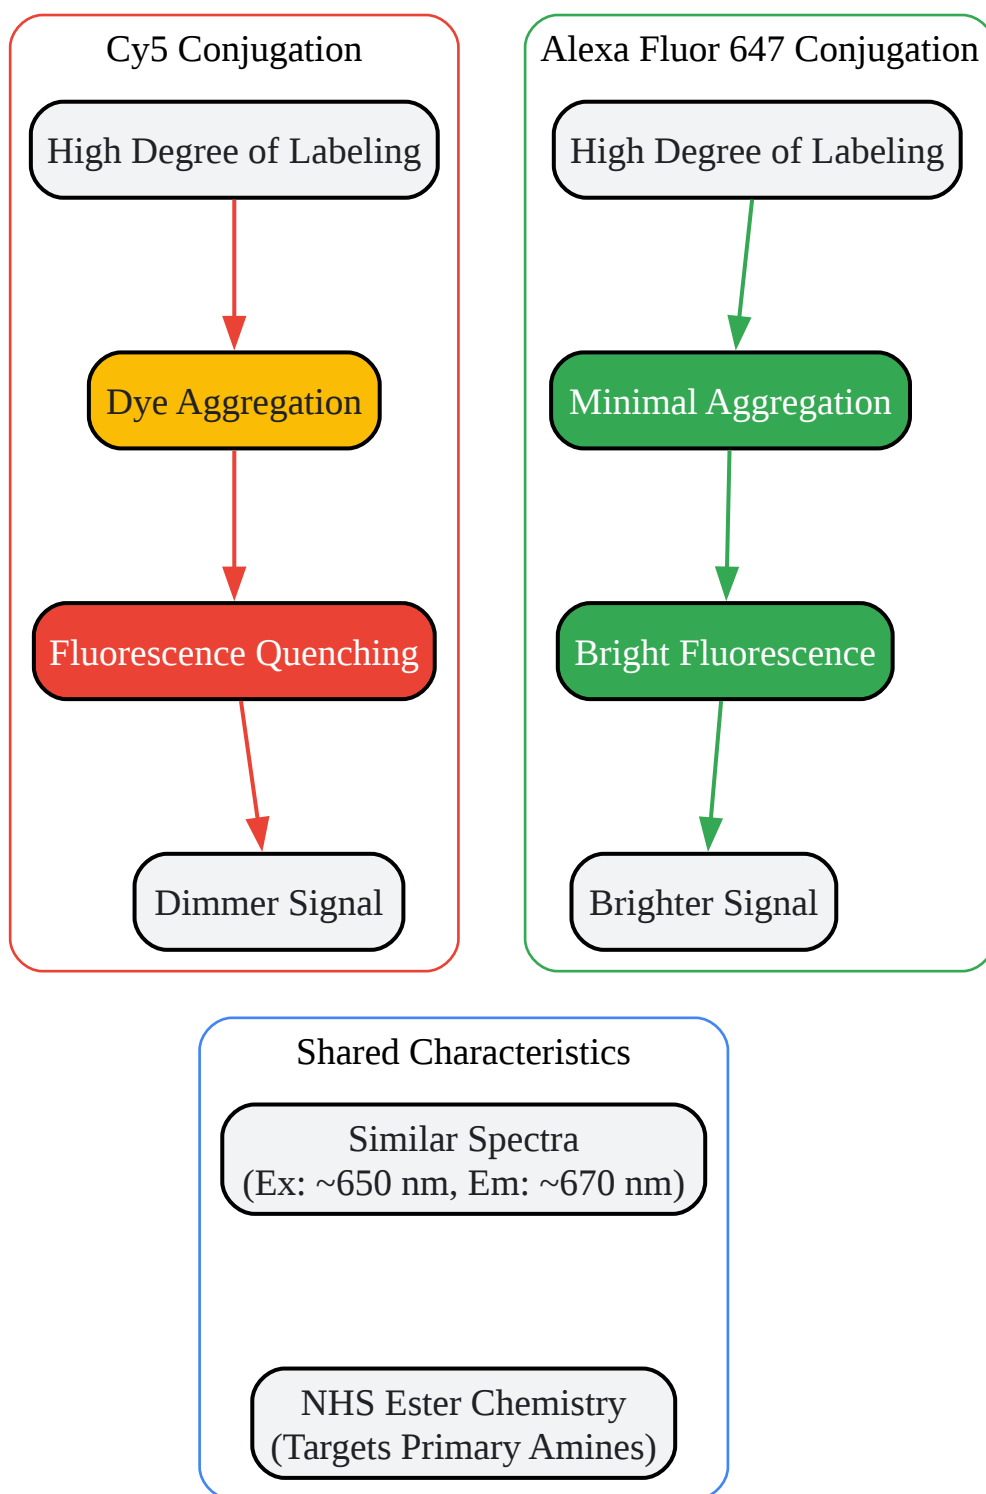 Cy5 Conjugation
High Degree of Labeling
Dye Aggregation
Fluorescence Quenching
Dimmer Signal
Alexa Fluor 647 Conjugation
High Degree of Labeling
Minimal Aggregation
Bright Fluorescence
Brighter Signal
Shared Characteristics
Similar Spectra
(Ex: ~650 nm, Em: ~670 nm)
NHS Ester Chemistry
(Targets Primary Amines)